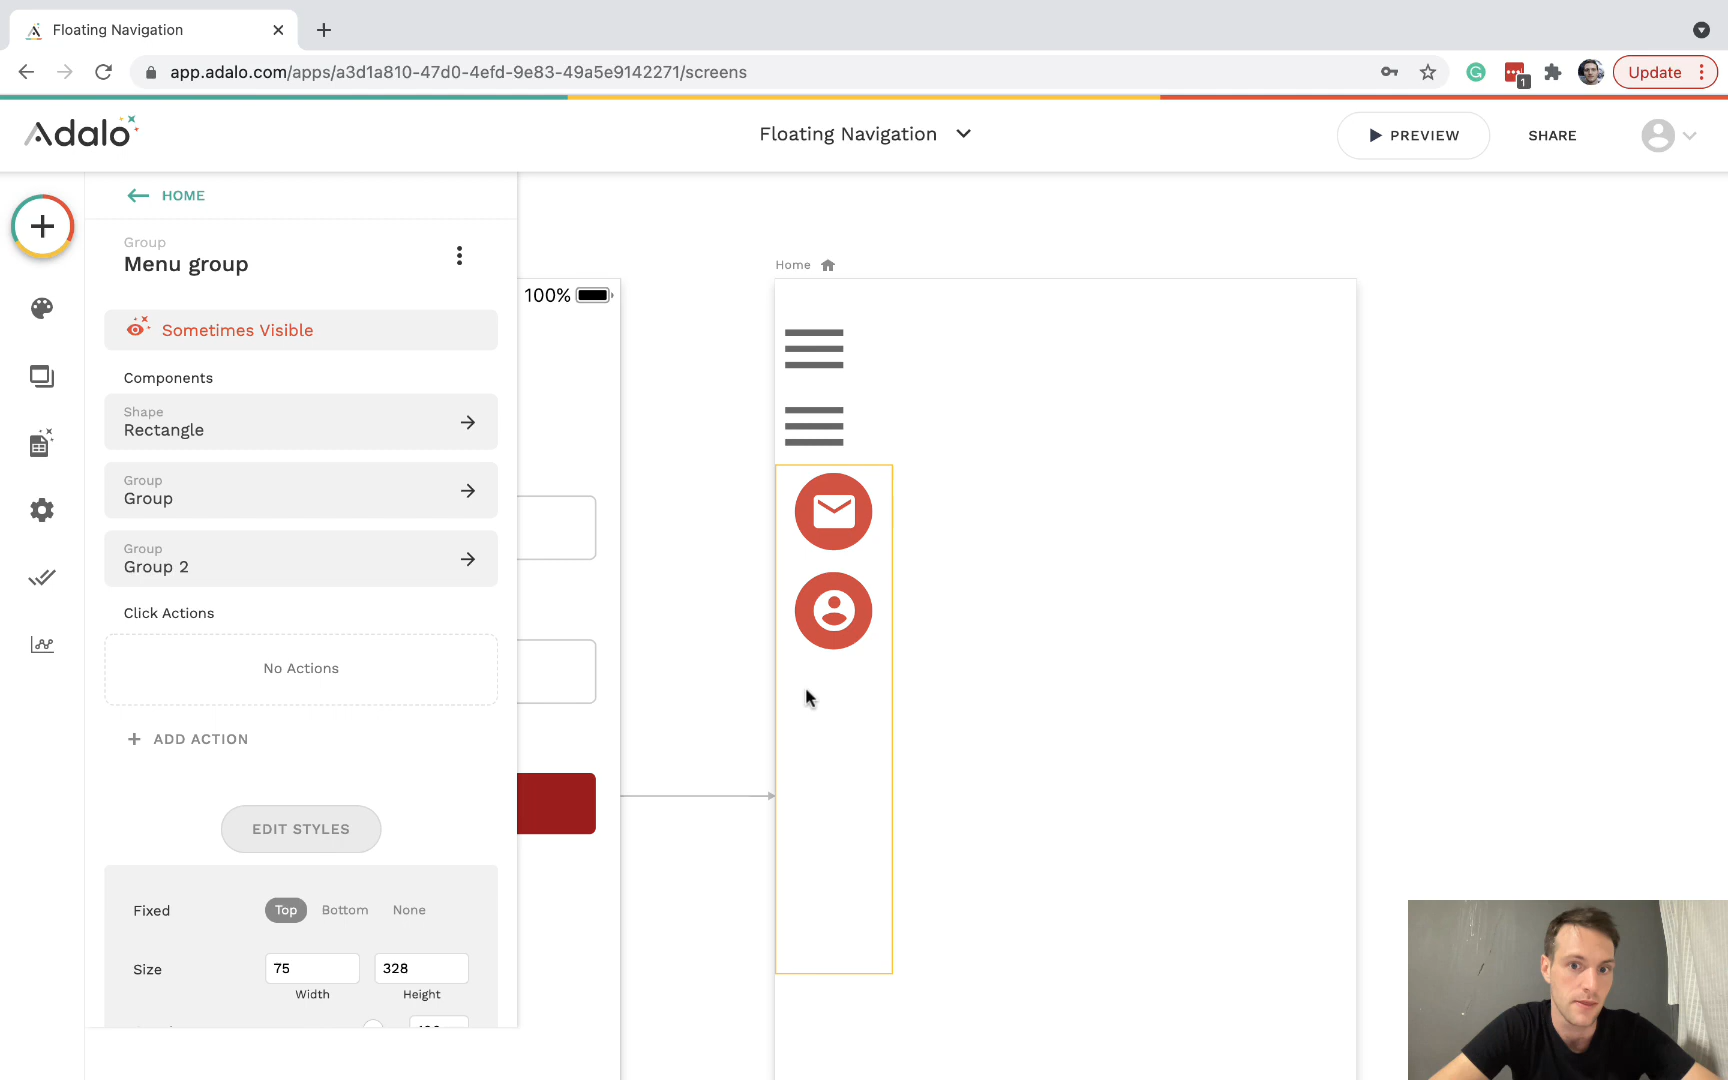 Floating Navigation
app.adalo.com/apps/a3d1a810-47d0-4efd-9e83-49a5e9142271/screens
1
Update
Adalo
Floating Navigation
PREVIEW
SHARE
HOME
Group
Menu group
Sometimes Visible
Components
Shape
Rectangle
Group
Group
Group
Group 2
Click Actions
No Actions
ADD ACTION
EDIT STYLES
Fixed
Top
Bottom
None
Size
75
328
Width
Height
100%
Home